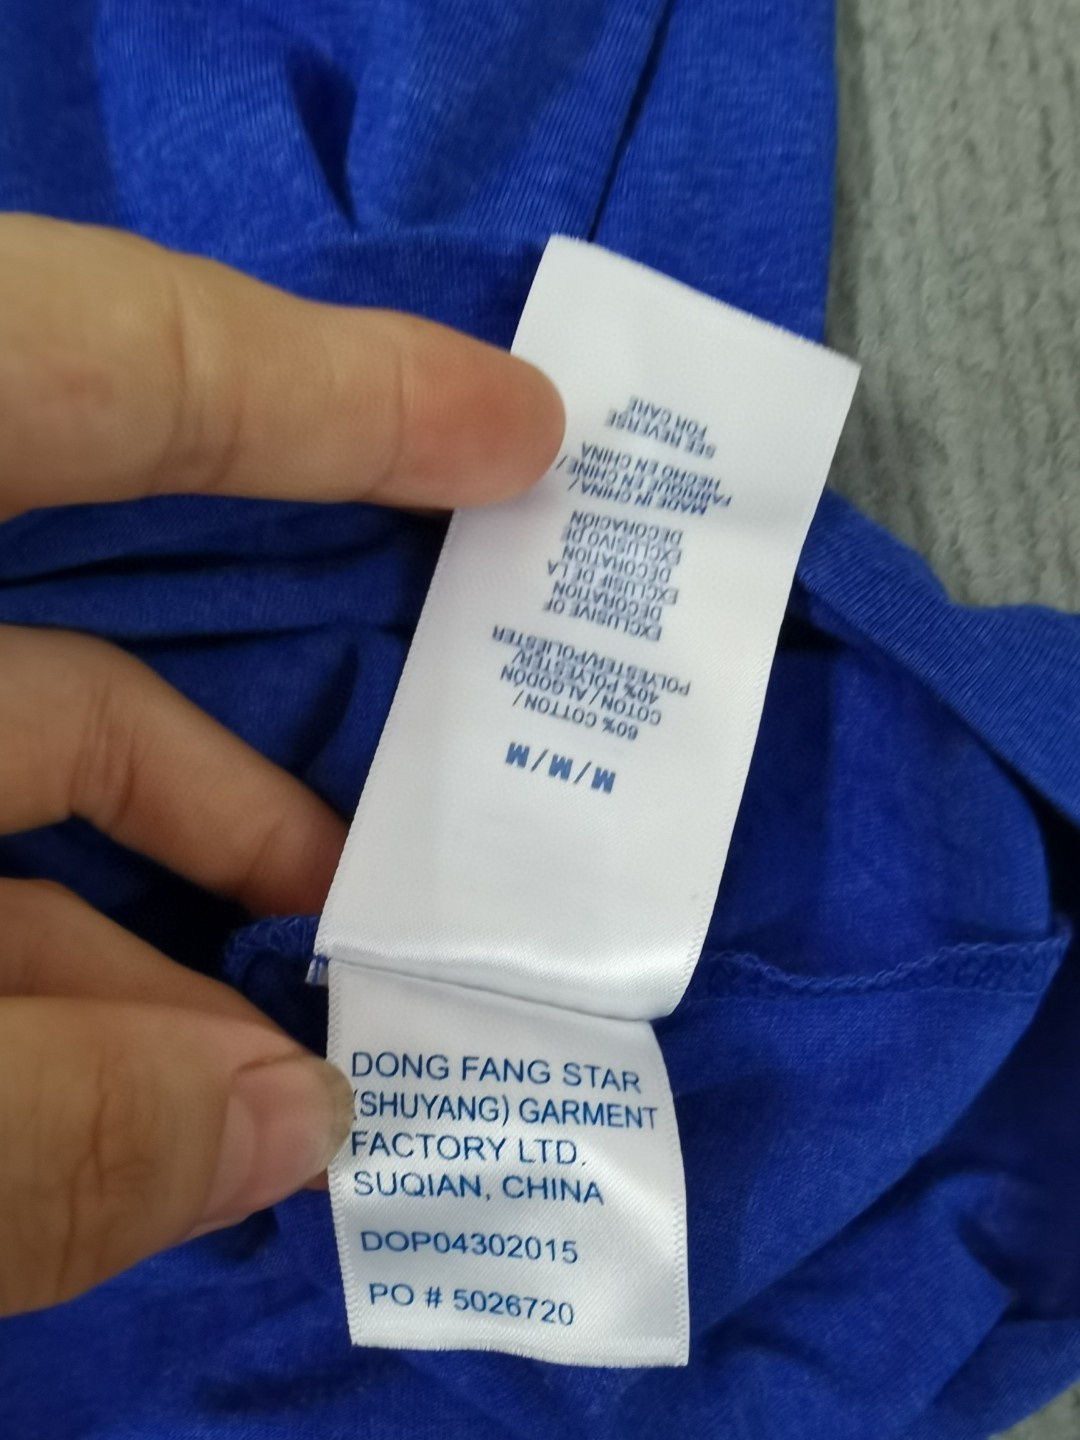 M / M / M
60% COTTON /
COTON / ALGODÓN
40% POLYESTER/
POLYESTER/POLIESTER
EXCLUSIVE OF
DECORATION
EXCLUSIF DE LA
DECORATION
EXCLUSIVO DE
DECORACION
MADE IN CHINA /
FABRIQUE EN CHINE /
HECHO EN CHINA
SEE REVERSE
FOR CARE
DONG FANG STAR
(SHUYANG) GARMENT
FACTORY LTD.
SUQIAN, CHINA
DOP04302015
PO # 5026720